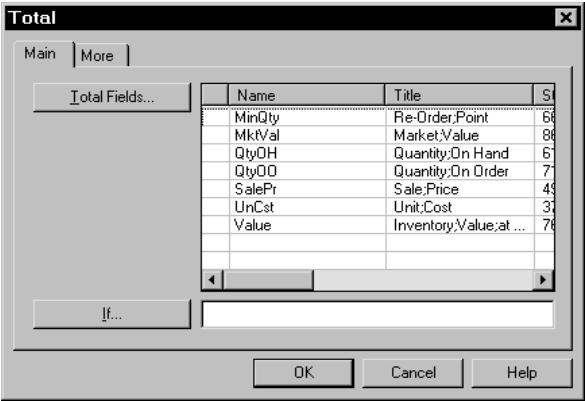 Total
Main More
Total Fields...
Name Title
MinQty Re-Order;Point
MktVal Market;Value
QtyOH Quantity;On Hand
QtyOO Quantity;On Order
SalePr Sale;Price
UnCst Unit;Cost
Value Inventory;Value;at ...
If...
OK Cancel Help